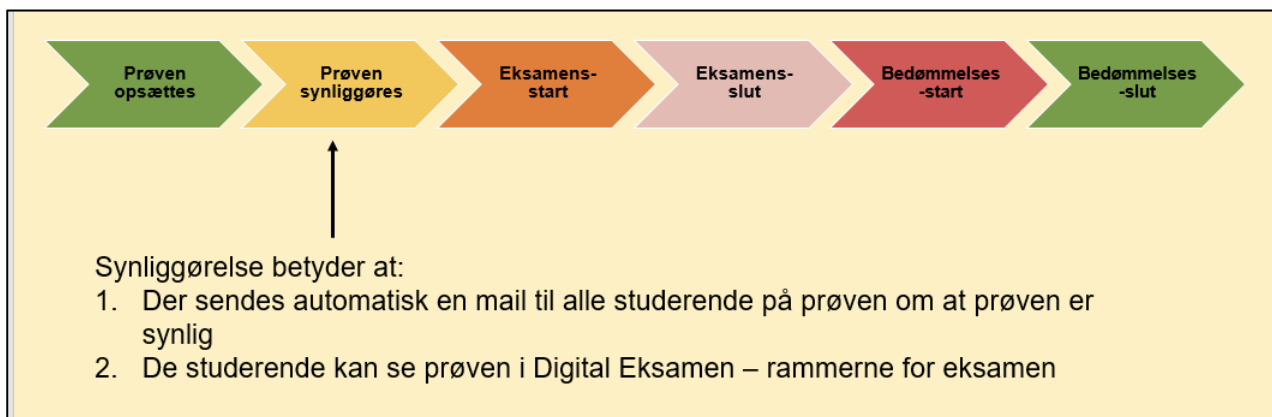 Prøven
opsættes
Prøven
synliggøres
Eksamens-
start
Eksamens-
slut
Bedømmelses
-start
Bedømmelses
-slut
Synliggørelse betyder at:
1. Der sendes automatisk en mail til alle studerende på prøven om at prøven er
synlig
2. De studerende kan se prøven i Digital Eksamen – rammerne for eksamen